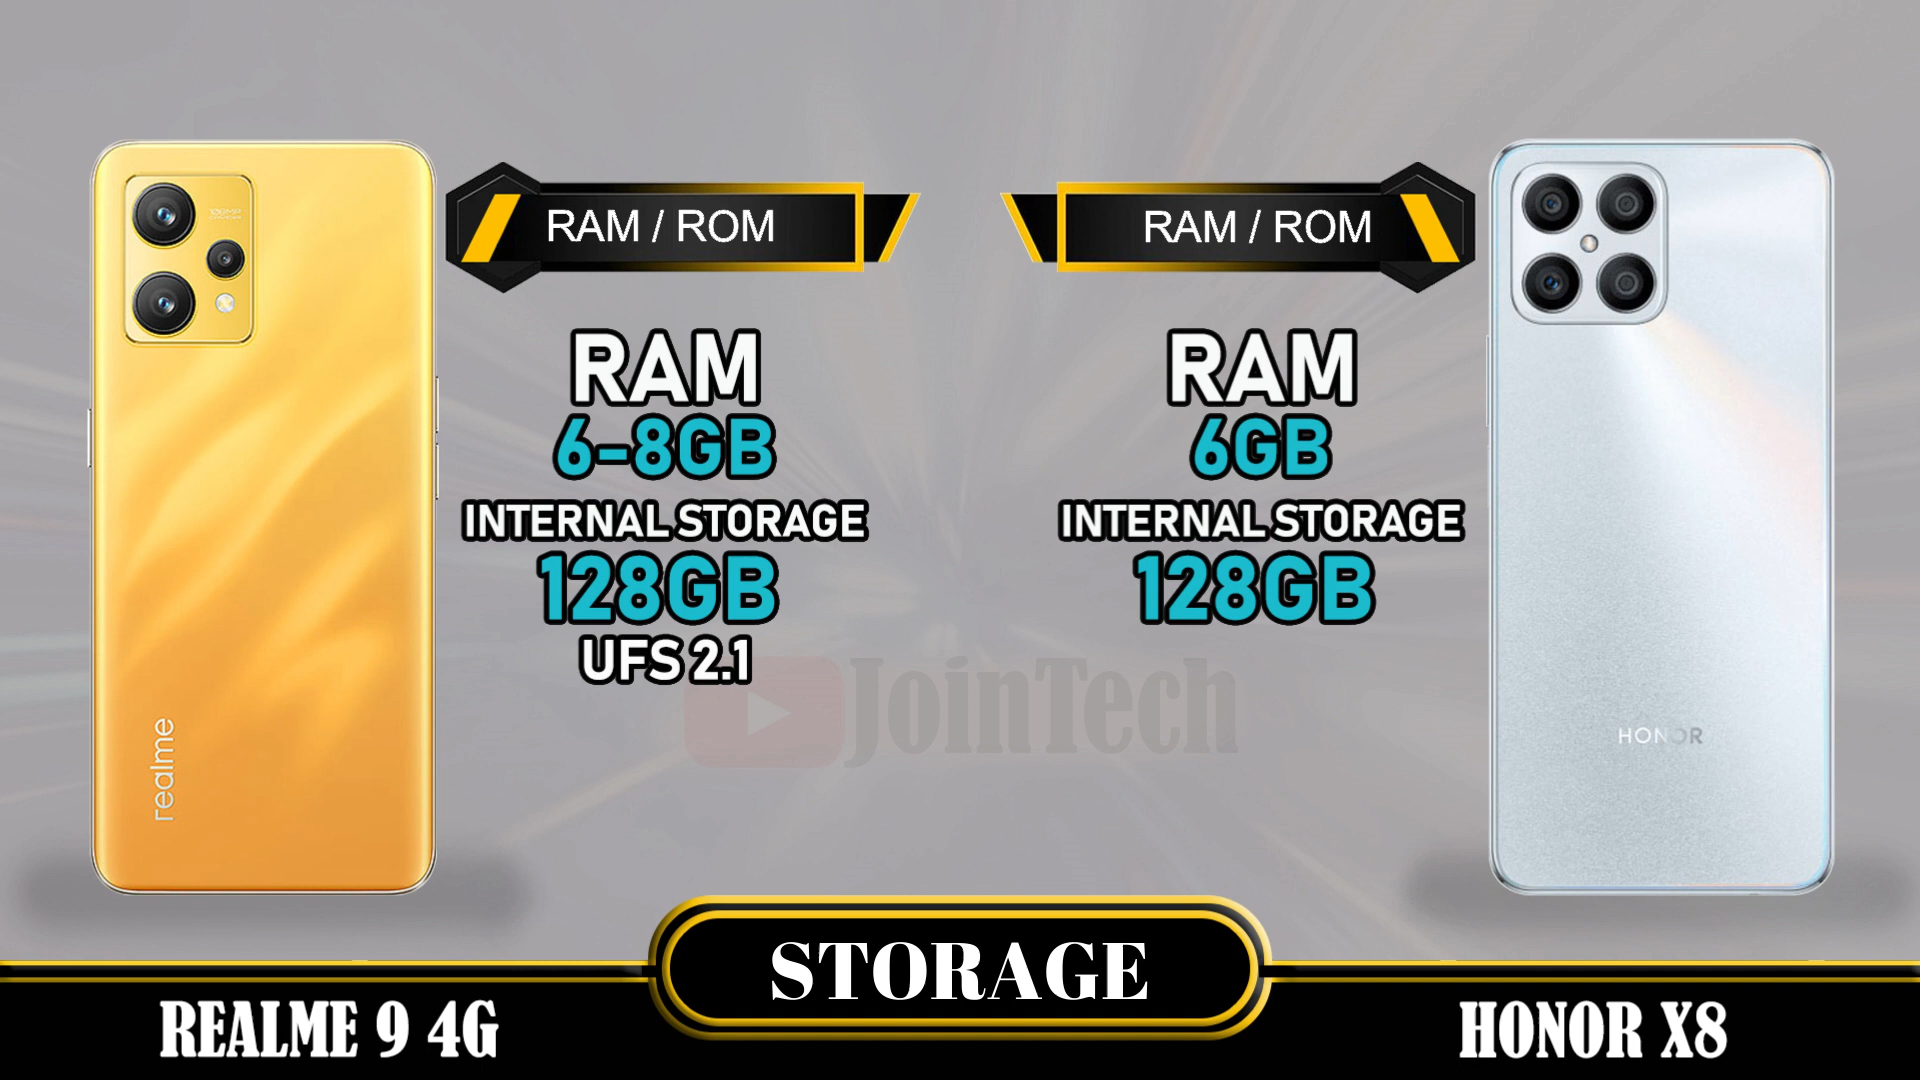 RAM / ROM
RAM
6-8GB
INTERNAL STORAGE
128GB
UFS 2.1
realme
RAM / ROM
RAM
6GB
INTERNAL STORAGE
128GB
HONOR
JoinTech
STORAGE
REALME 9 4G
HONOR X8